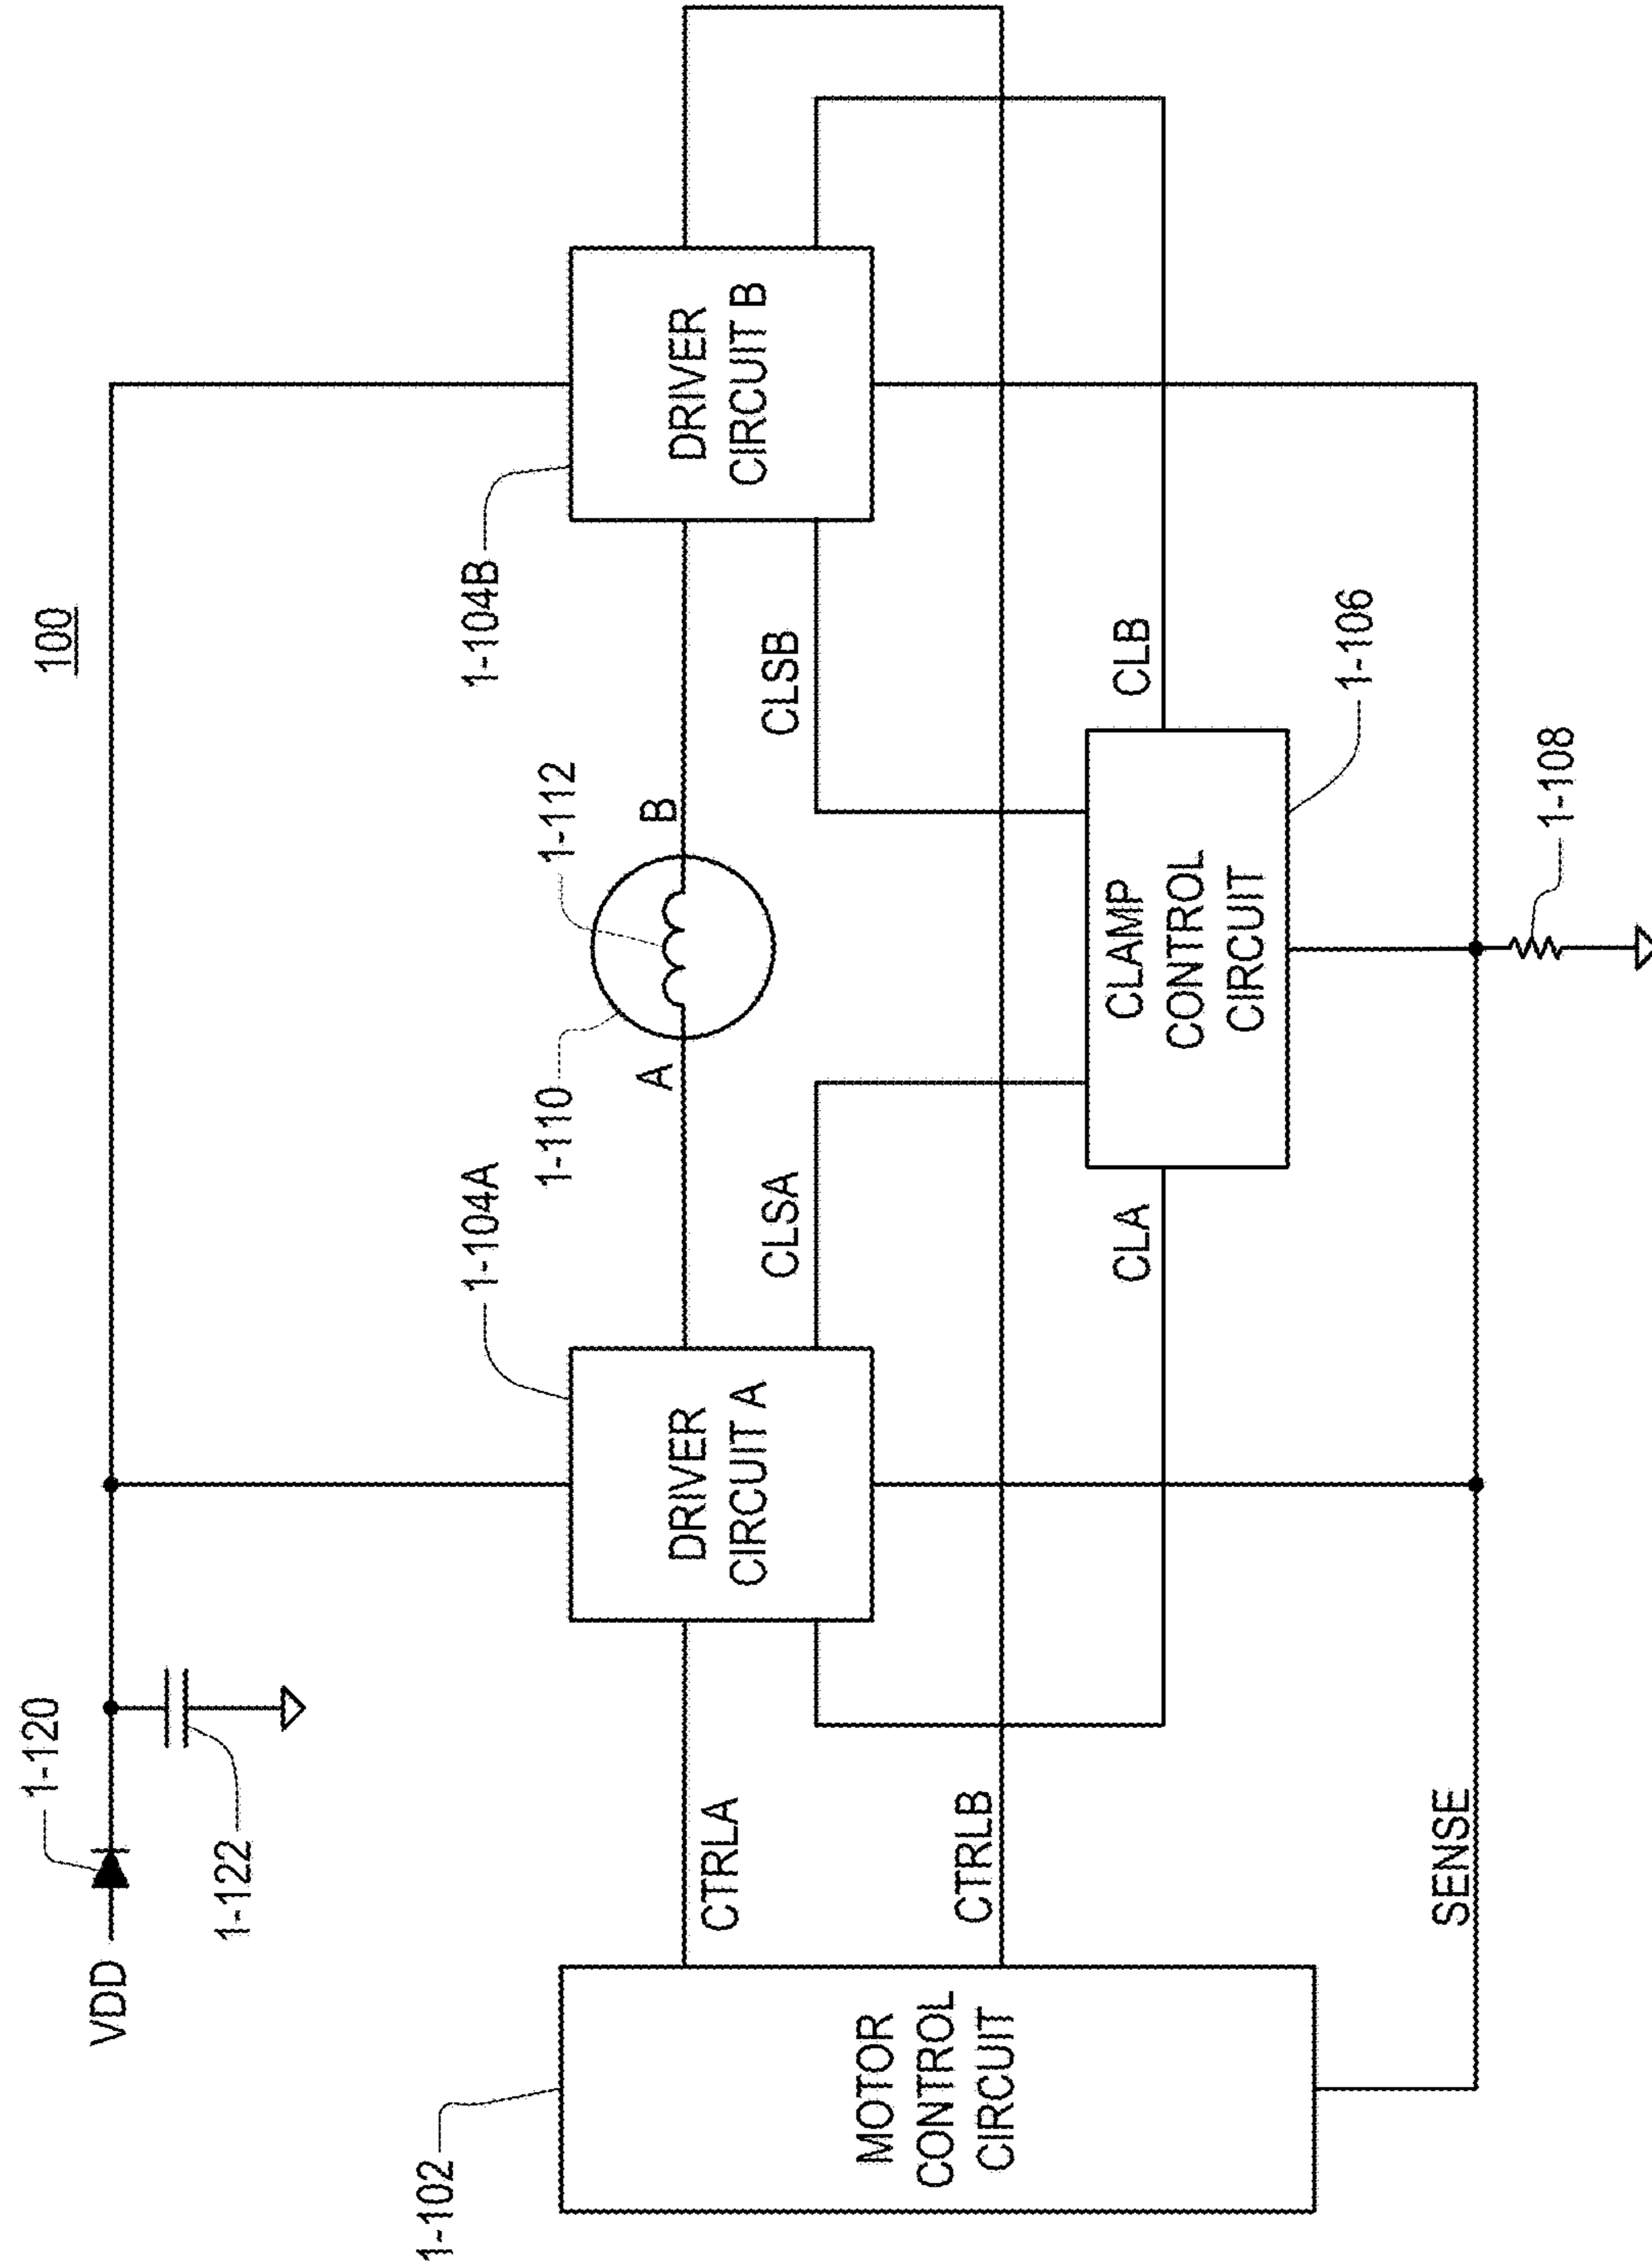 100
1-120
VDD
1-122
1-104A
1-104B
1-110
1-112
A
B
DRIVER
CIRCUIT A
DRIVER
CIRCUIT B
CTRLA
CLSA
CLSB
1-102
MOTOR
CONTROL
CIRCUIT
CTRLB
CLA
CLAMP
CONTROL
CIRCUIT
CLB
1-106
SENSE
1-108